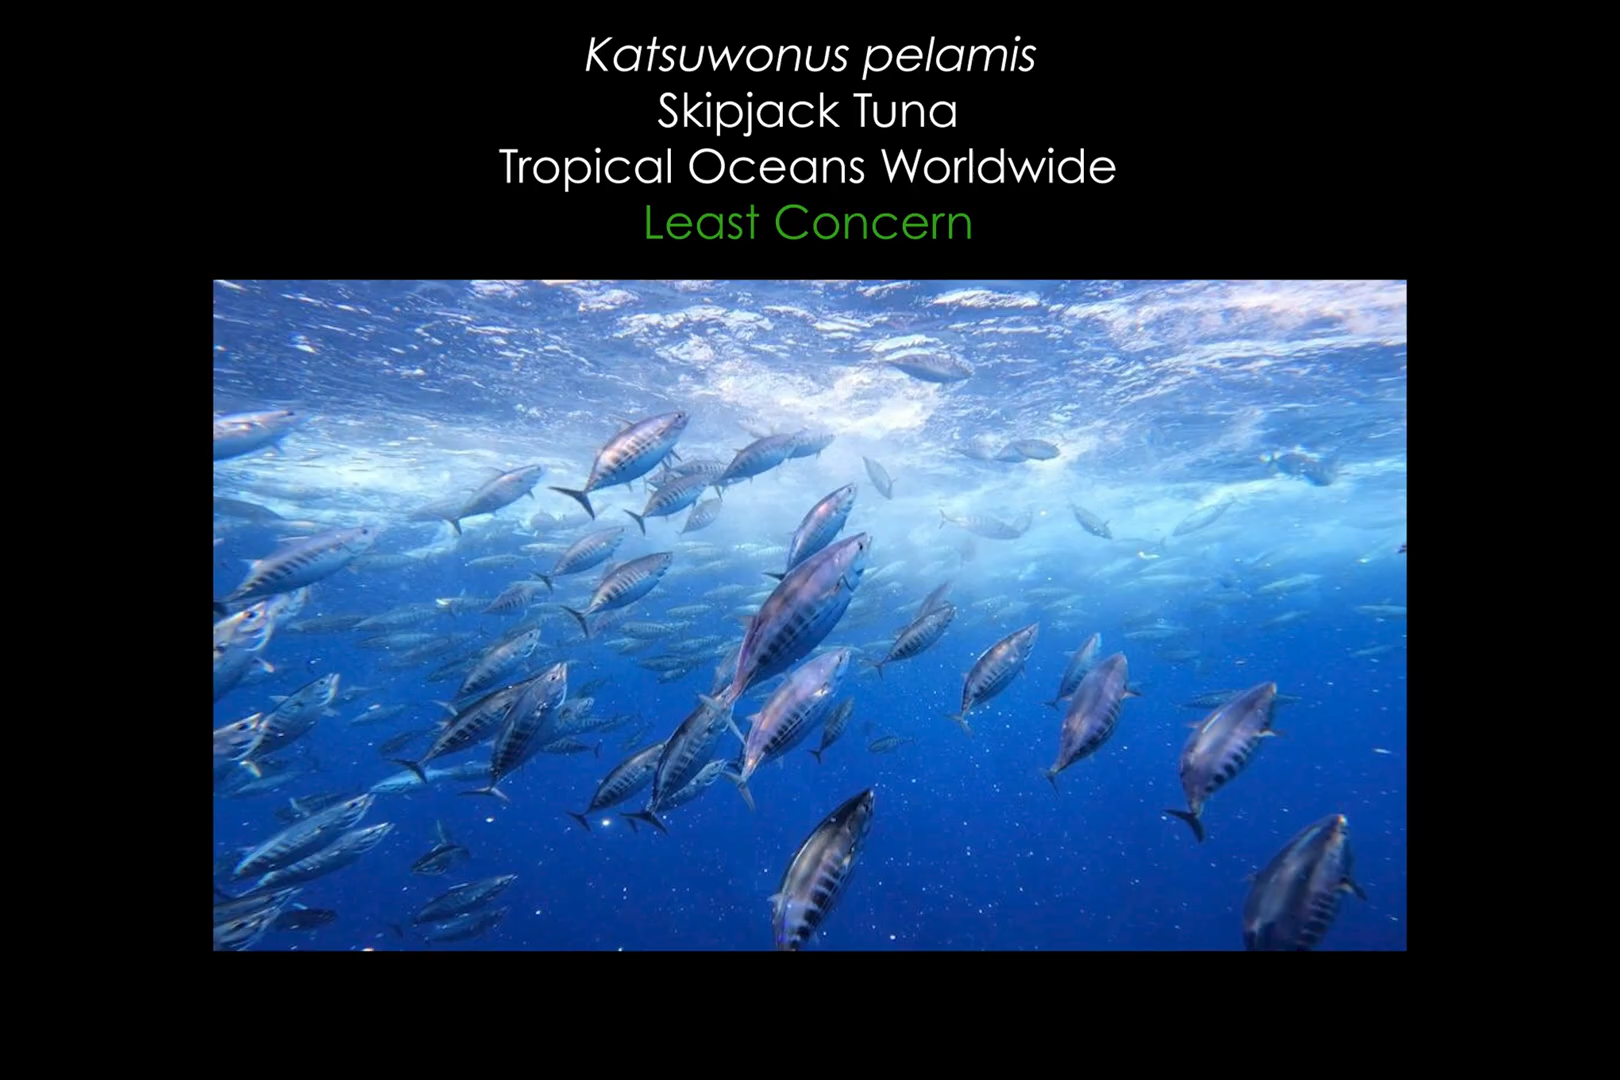 Katsuwonus pelamis
Skipjack Tuna
Tropical Oceans Worldwide
Least Concern